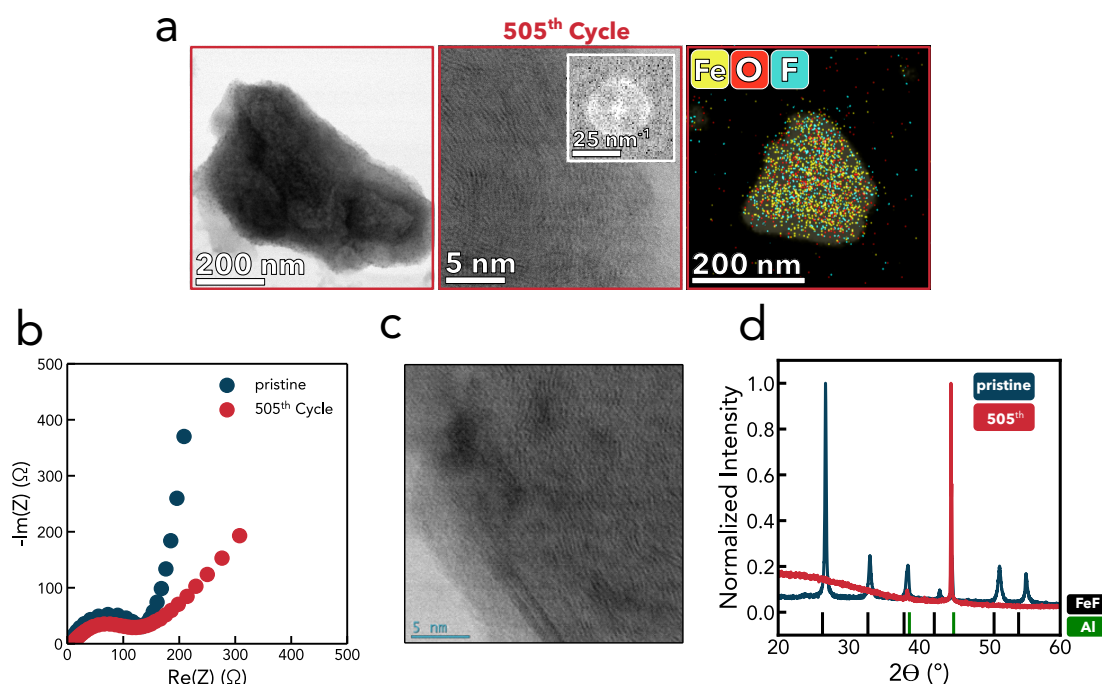 a
505th Cycle
Fe O F
25 nm-1
200 nm
5 nm
200 nm
b
c
d
500
400
300
200
100
0
-Im(Z) (Ω)
pristine
505th Cycle
0 100 200 300 400 500
Re(Z) (Ω)
5 nm
1.0
0.8
0.6
0.4
0.2
0.0
Normalized Intensity
pristine
505th
FeF
Al
20 30 40 50 60
2Θ (°)